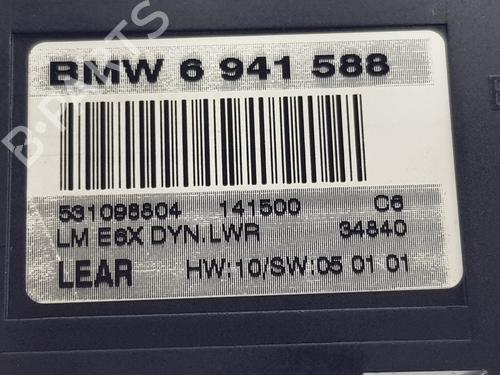 BMW 6 941 588
B-PARTS
531098804 141500 C6
LM E6X DYN.LWR 34840
LEAR HW:10/SW:05 01 01